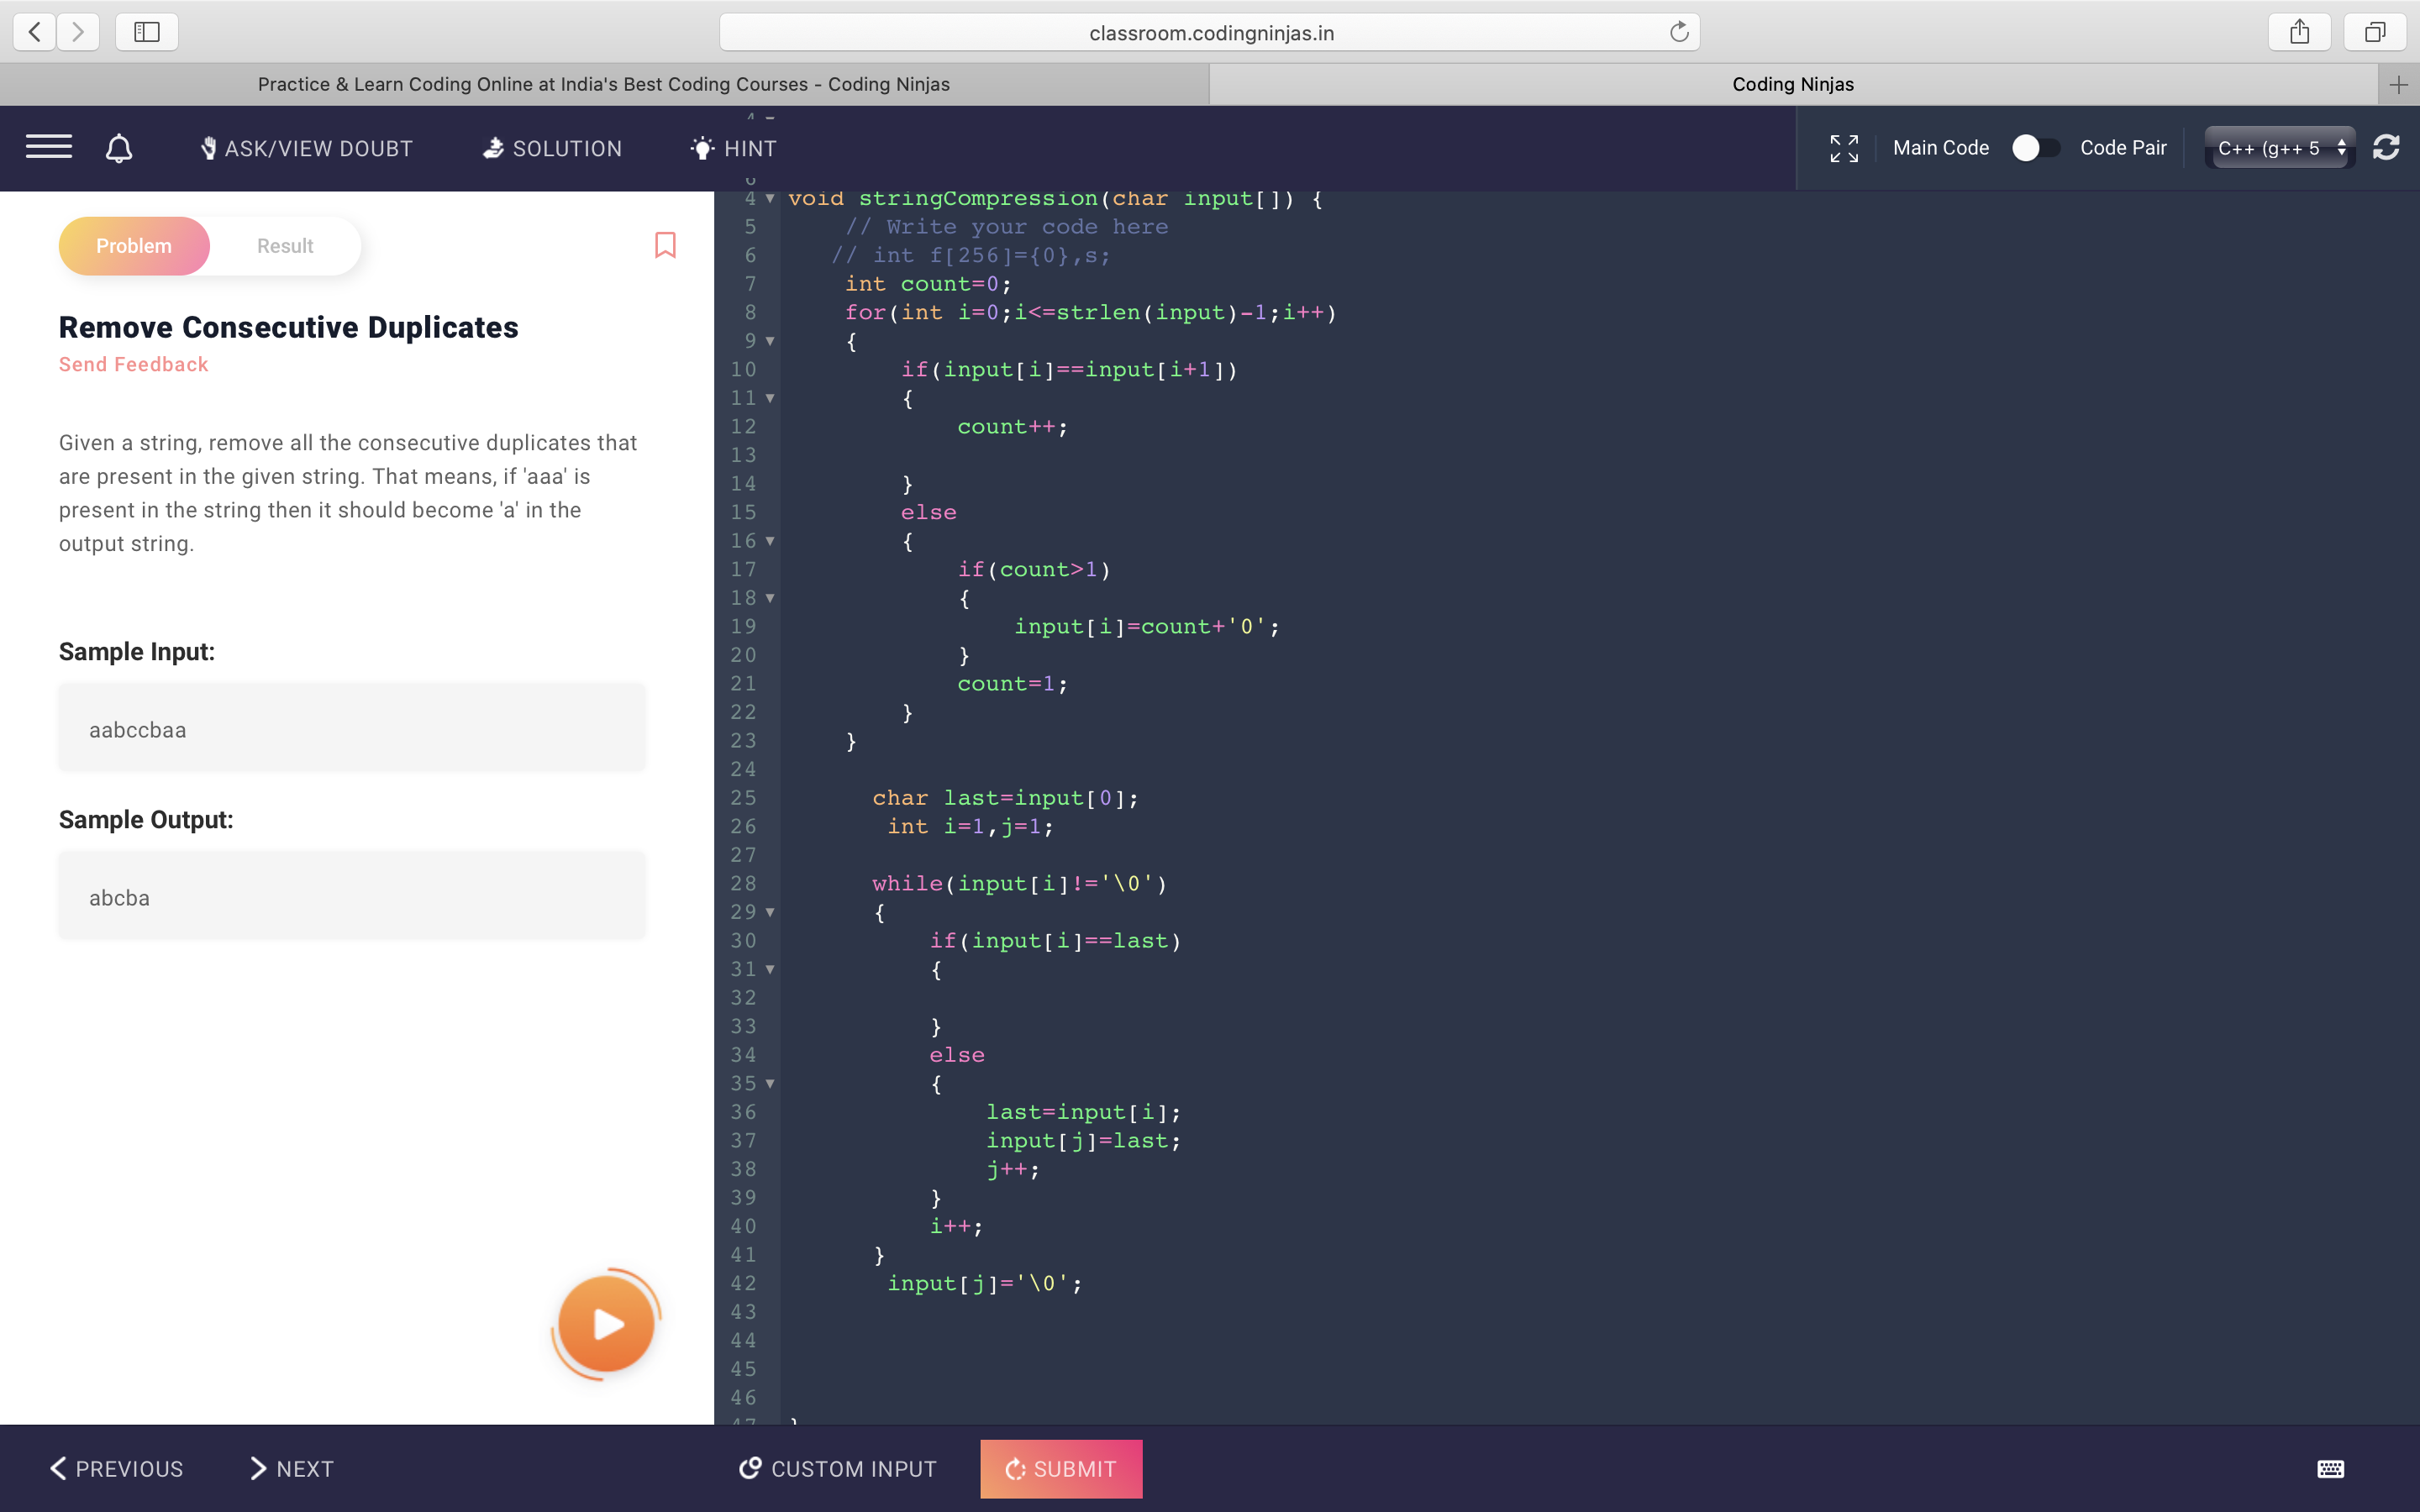 classroom.codingninjas.in
Practice & Learn Coding Online at India's Best Coding Courses - Coding Ninjas
Coding Ninjas
ASK/VIEW DOUBT
SOLUTION
HINT
Main Code
Code Pair
C++ (g++ 5
Problem
Result
Remove Consecutive Duplicates
Send Feedback
Given a string, remove all the consecutive duplicates that
are present in the given string. That means, if 'aaa' is
present in the string then it should become 'a' in the
output string.
Sample Input:
aabccbaa
Sample Output:
abcba
4 void stringCompression(char input[]) {
5 // Write your code here
6 // int f[256]={0},s;
7 int count=0;
8 for(int i=0;i<=strlen(input)-1;i++)
9 {
10 if(input[i]==input[i+1])
11 {
12 count++;
13
14 }
15 else
16 {
17 if(count>1)
18 {
19 input[i]=count+'0';
20 }
21 count=1;
22 }
23 }
24
25 char last=input[0];
26 int i=1,j=1;
27
28 while(input[i]!='\0')
29 {
30 if(input[i]==last)
31 {
32
33 }
34 else
35 {
36 last=input[i];
37 input[j]=last;
38 j++;
39 }
40 i++;
41 }
42 input[j]='\0';
43
44
45
46
PREVIOUS
NEXT
CUSTOM INPUT
SUBMIT